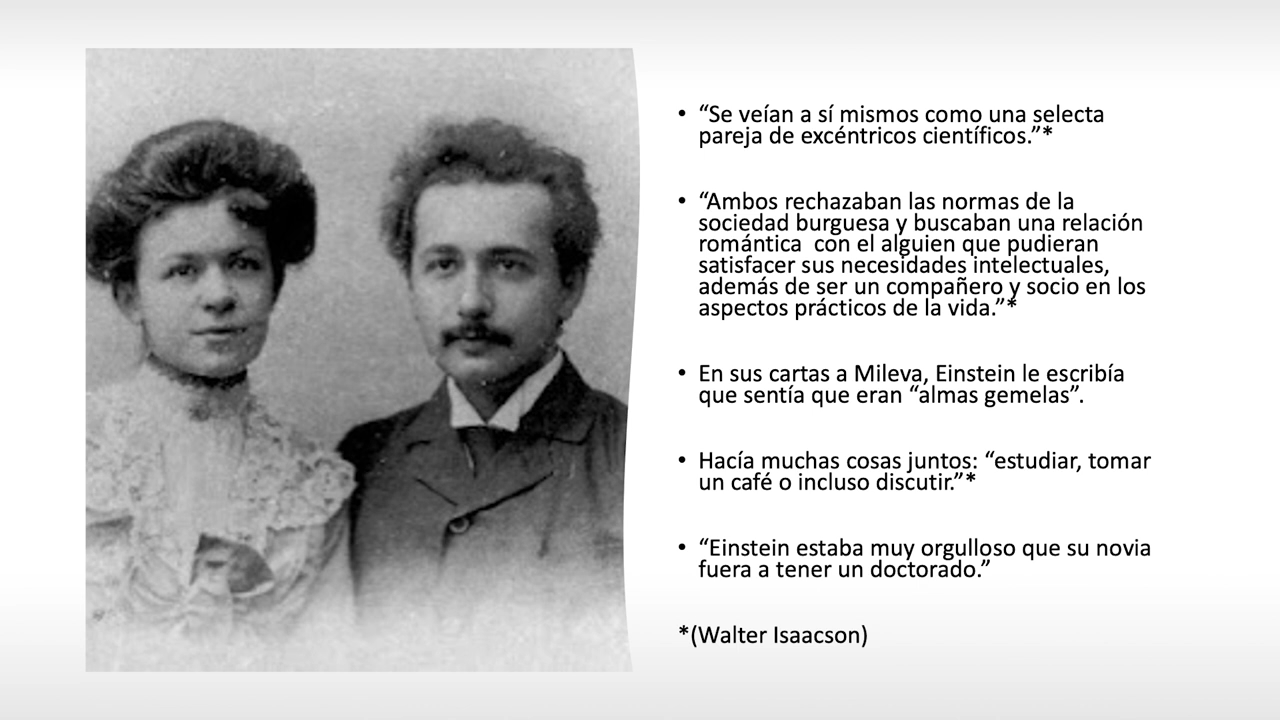 • “Se veían a sí mismos como una selecta
pareja de excéntricos científicos.”*
• “Ambos rechazaban las normas de la
sociedad burguesa y buscaban una relación
romántica  con el alguien que pudieran
satisfacer sus necesidades intelectuales,
además de ser un compañero y socio en los
aspectos prácticos de la vida.”*
• En sus cartas a Mileva, Einstein le escribía
que sentía que eran “almas gemelas”.
• Hacía muchas cosas juntos: “estudiar, tomar
un café o incluso discutir.”*
• “Einstein estaba muy orgulloso que su novia
fuera a tener un doctorado.”
*(Walter Isaacson)